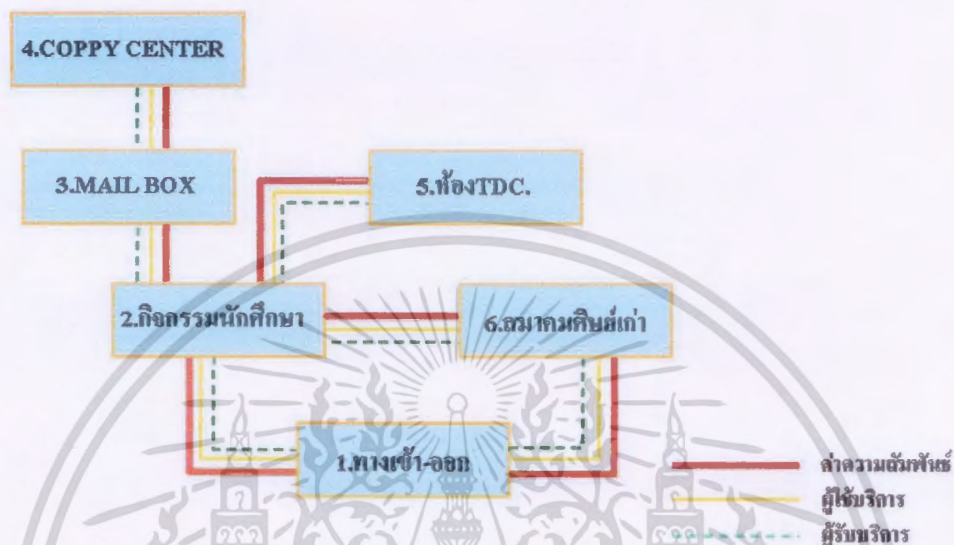 4.COPPY CENTER
3.MAIL BOX
5.ห้องTDC.
2.กิจกรรมนักศึกษา
6.สมาคมศิษย์เก่า
1.ทางเข้า-ออก
ค่าความสัมพันธ์
ผู้ใช้บริการ
ผู้รับบริการ